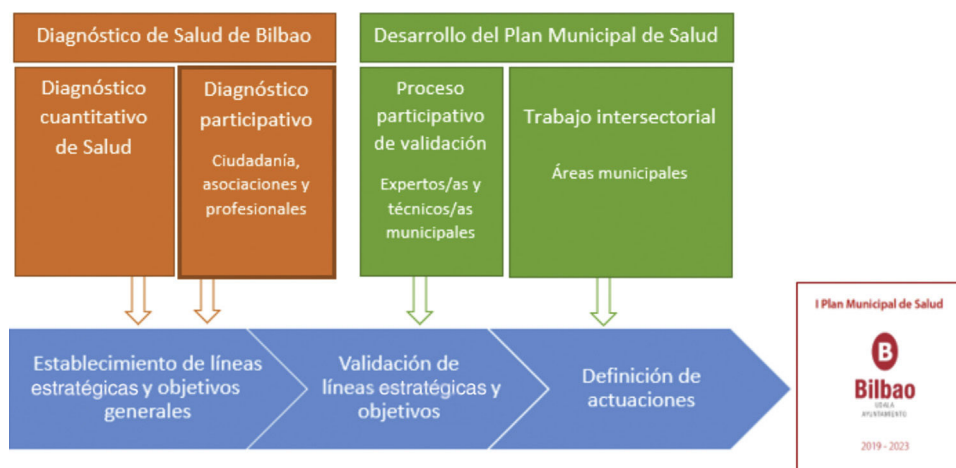 Diagnóstico de Salud de Bilbao
Desarrollo del Plan Municipal de Salud
Diagnóstico
cuantitativo
de Salud
Diagnóstico
participativo
Ciudadanía,
asociaciones y
profesionales
Proceso
participativo
de validación
Expertos/as y
técnicos/as
municipales
Trabajo intersectorial
Áreas municipales
Establecimiento de líneas
estratégicas y objetivos
generales
Validación de
líneas estratégicas y
objetivos
Definición de
actuaciones
I Plan Municipal de Salud
B
Bilbao
UDALA
AYUNTAMIENTO
2019 - 2023